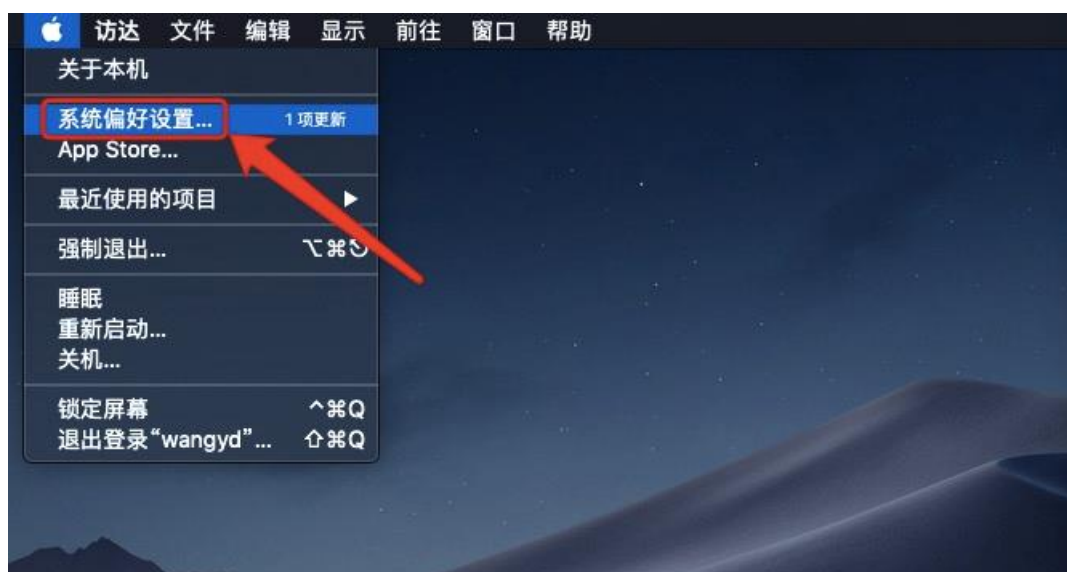 访达 文件 编辑 显示 前往 窗口 帮助
关于本机
系统偏好设置... 1 项更新
App Store...
最近使用的项目 ▶
强制退出... ⌥⌘⎋
睡眠
重新启动...
关机...
锁定屏幕 ^⌘Q
退出登录“wangyd”... ⇧⌘Q